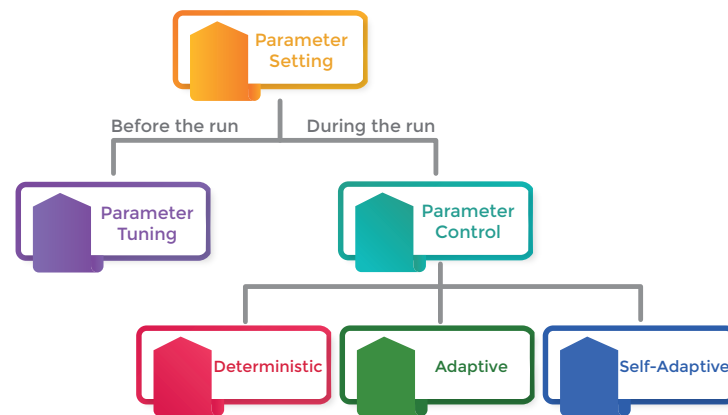 Parameter
Setting
Before the run
During the run
Parameter
Tuning
Parameter
Control
Deterministic
Adaptive
Self-Adaptive